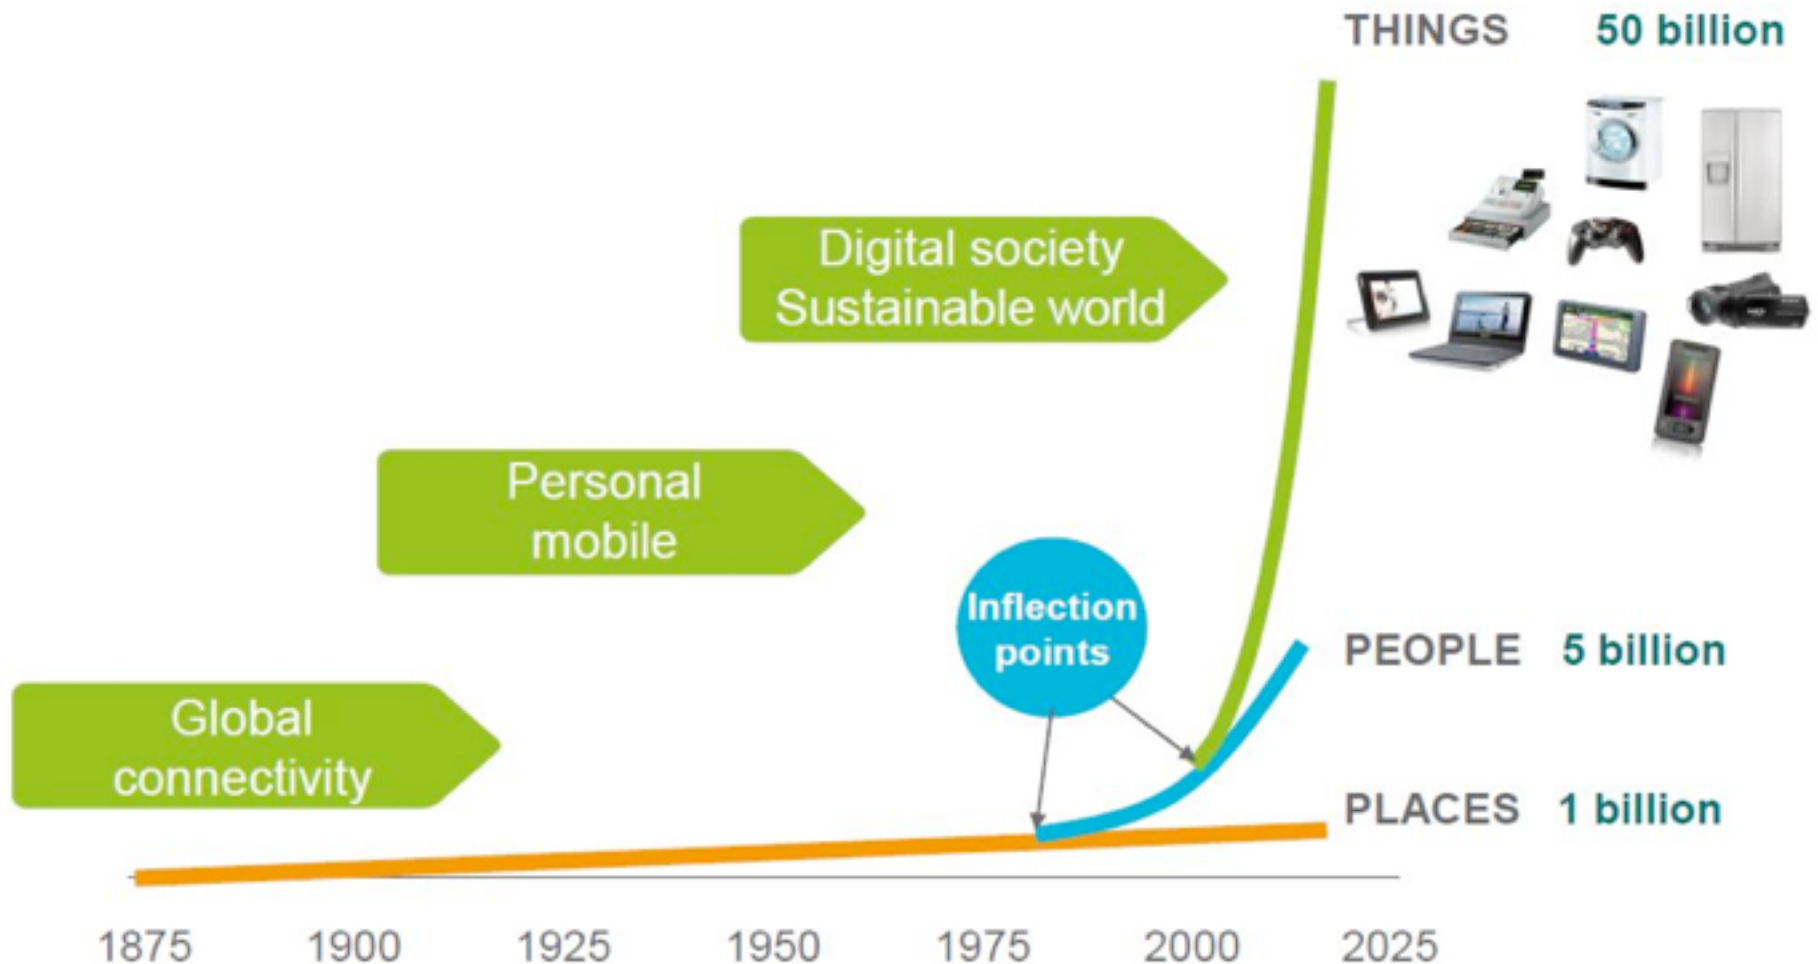 THINGS 50 billion
Digital society
Sustainable world
Personal
mobile
Inflection
points
PEOPLE 5 billion
Global
connectivity
PLACES 1 billion
1875 1900 1925 1950 1975 2000 2025